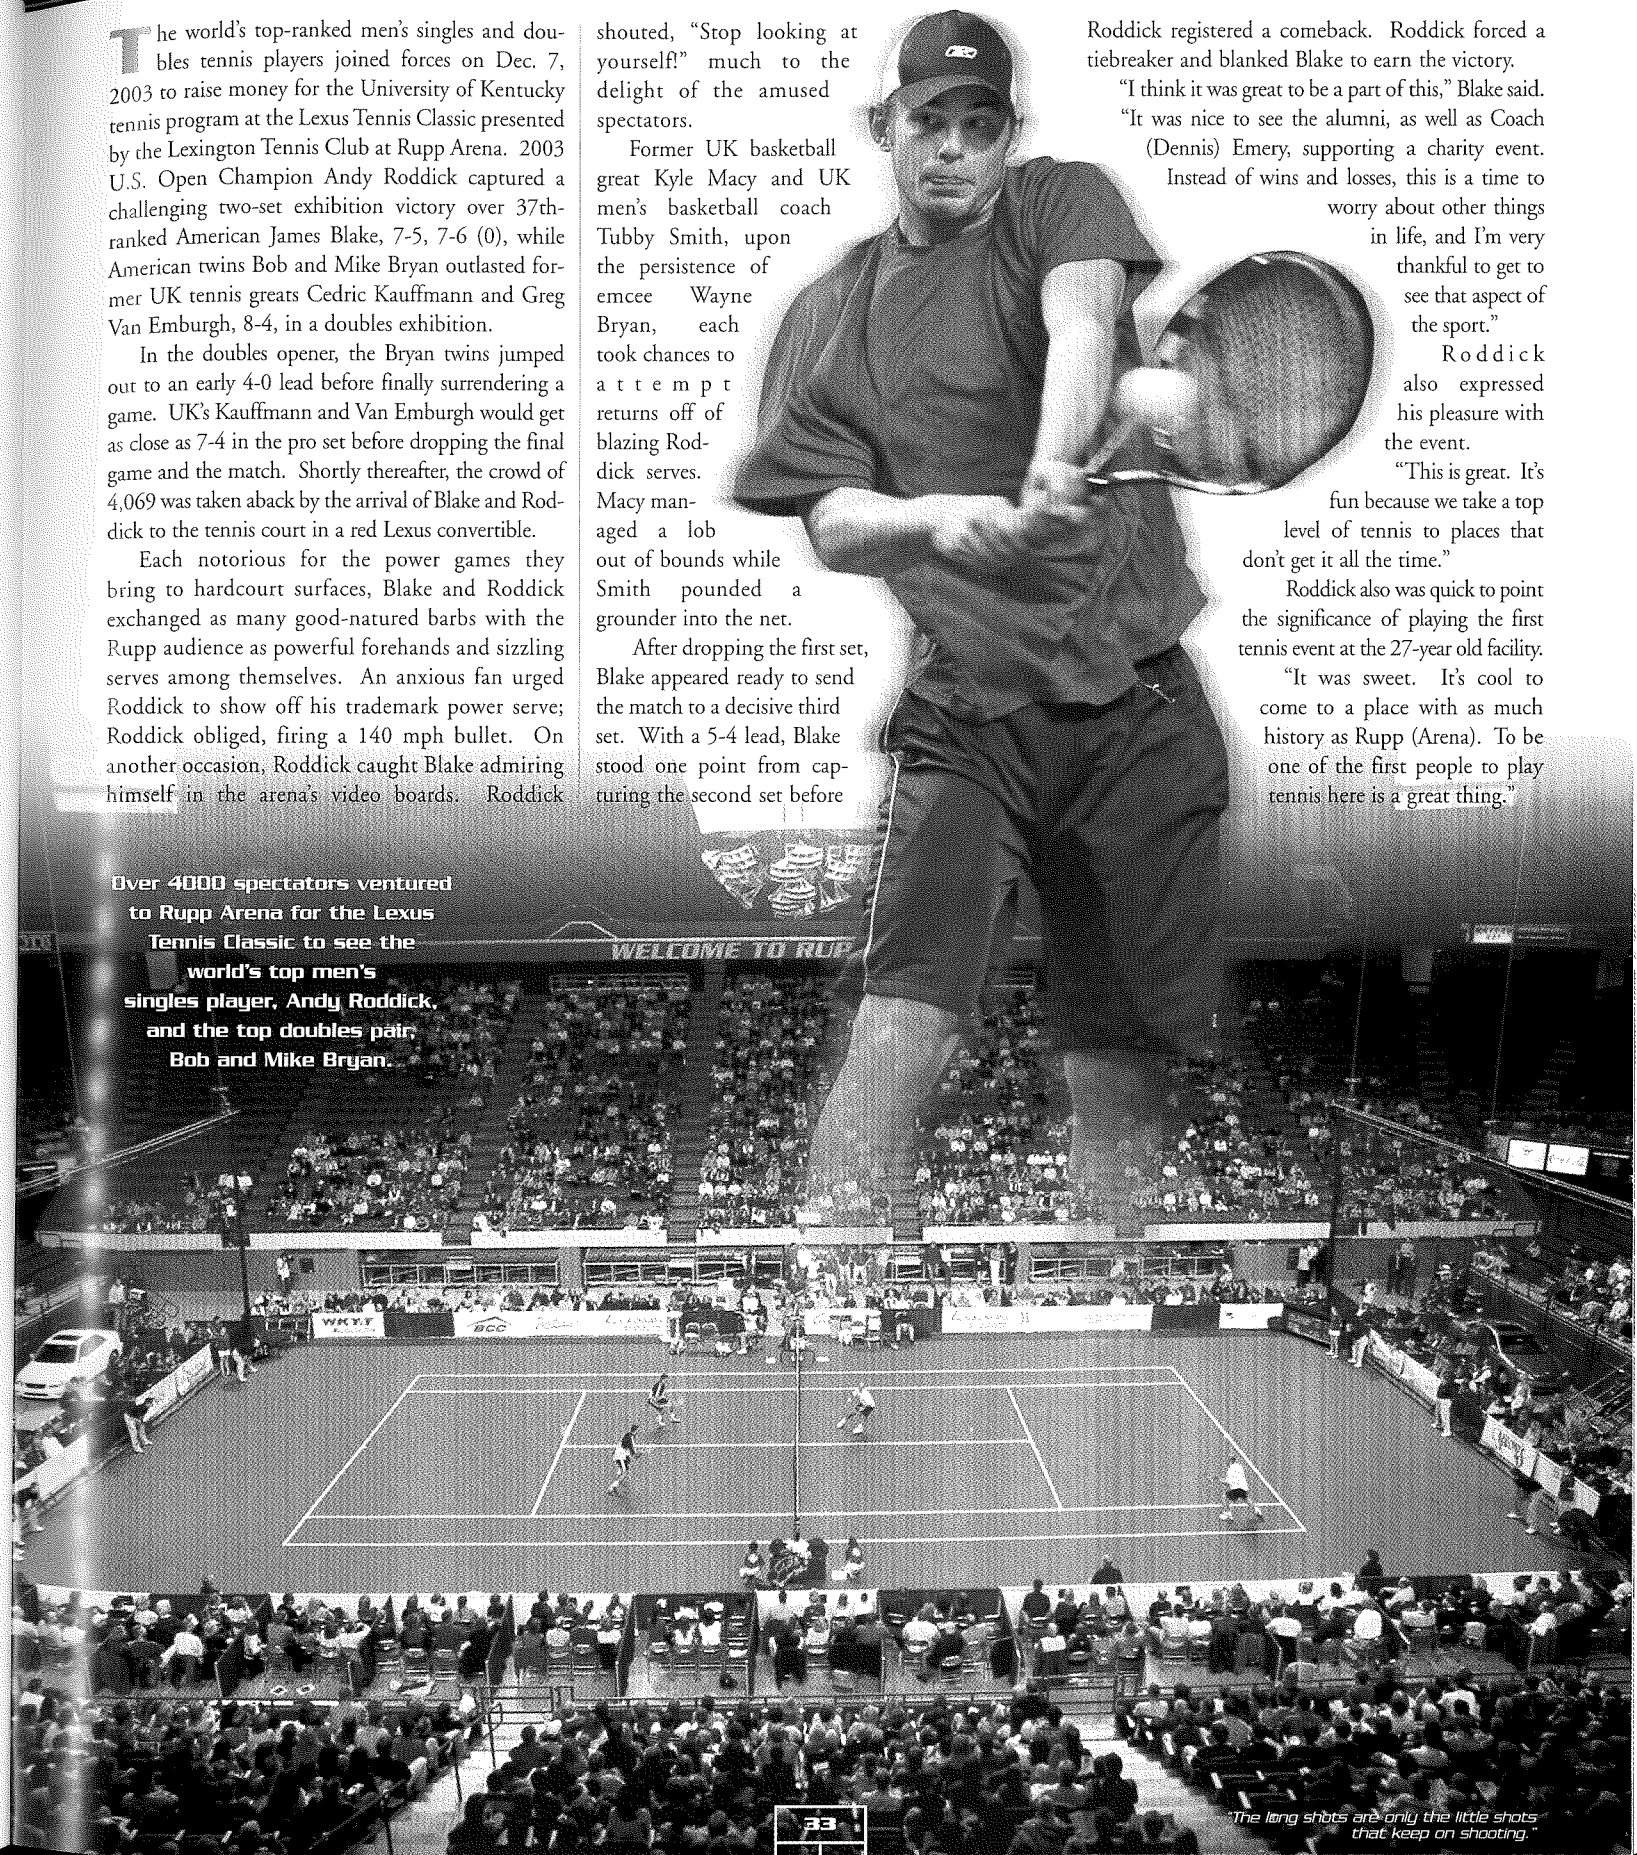 The world's top-ranked men's singles and dou-
bles tennis players joined forces on Dec. 7,
2003 to raise money for the University of Kentucky
tennis program at the Lexus Tennis Classic presented
by the Lexington Tennis Club at Rupp Arena. 2003
U.S. Open Champion Andy Roddick captured a
challenging two-set exhibition victory over 37th-
ranked American James Blake, 7-5, 7-6 (0), while
American twins Bob and Mike Bryan outlasted for-
mer UK tennis greats Cedric Kauffmann and Greg
Van Emburgh, 8-4, in a doubles exhibition.
In the doubles opener, the Bryan twins jumped
out to an early 4-0 lead before finally surrendering a
game. UK's Kauffmann and Van Emburgh would get
as close as 7-4 in the pro set before dropping the final
game and the match. Shortly thereafter, the crowd of
4,069 was taken aback by the arrival of Blake and Rod-
dick to the tennis court in a red Lexus convertible.
Each notorious for the power games they
bring to hardcourt surfaces, Blake and Roddick
exchanged as many good-natured barbs with the
Rupp audience as powerful forehands and sizzling
serves among themselves. An anxious fan urged
Roddick to show off his trademark power serve;
Roddick obliged, firing a 140 mph bullet. On
another occasion, Roddick caught Blake admiring
himself in the arena's video boards. Roddick
shouted, "Stop looking at
yourself!" much to the
delight of the amused
spectators.
Former UK basketball
great Kyle Macy and UK
men's basketball coach
Tubby Smith, upon
the persistence of
emcee Wayne
Bryan, each
took chances to
attempt
returns off of
blazing Rod-
dick serves.
Macy man-
aged a lob
out of bounds while
Smith pounded a
grounder into the net.
After dropping the first set,
Blake appeared ready to send
the match to a decisive third
set. With a 5-4 lead, Blake
stood one point from cap-
turing the second set before
Roddick registered a comeback. Roddick forced a
tiebreaker and blanked Blake to earn the victory.
"I think it was great to be a part of this," Blake said.
"It was nice to see the alumni, as well as Coach
(Dennis) Emery, supporting a charity event.
Instead of wins and losses, this is a time to
worry about other things
in life, and I'm very
thankful to get to
see that aspect of
the sport."
Roddick
also expressed
his pleasure with
the event.
"This is great. It's
fun because we take a top
level of tennis to places that
don't get it all the time."
Roddick also was quick to point
the significance of playing the first
tennis event at the 27-year old facility.
"It was sweet. It's cool to
come to a place with as much
history as Rupp (Arena). To be
one of the first people to play
tennis here is a great thing."
Over 4000 spectators ventured
to Rupp Arena for the Lexus
Tennis Classic to see the
world's top men's
singles player, Andy Roddick,
and the top doubles pair,
Bob and Mike Bryan.
WELCOME TO RUP
WKYT
BCC
33
"The long shots are only the little shots
that keep on shooting."